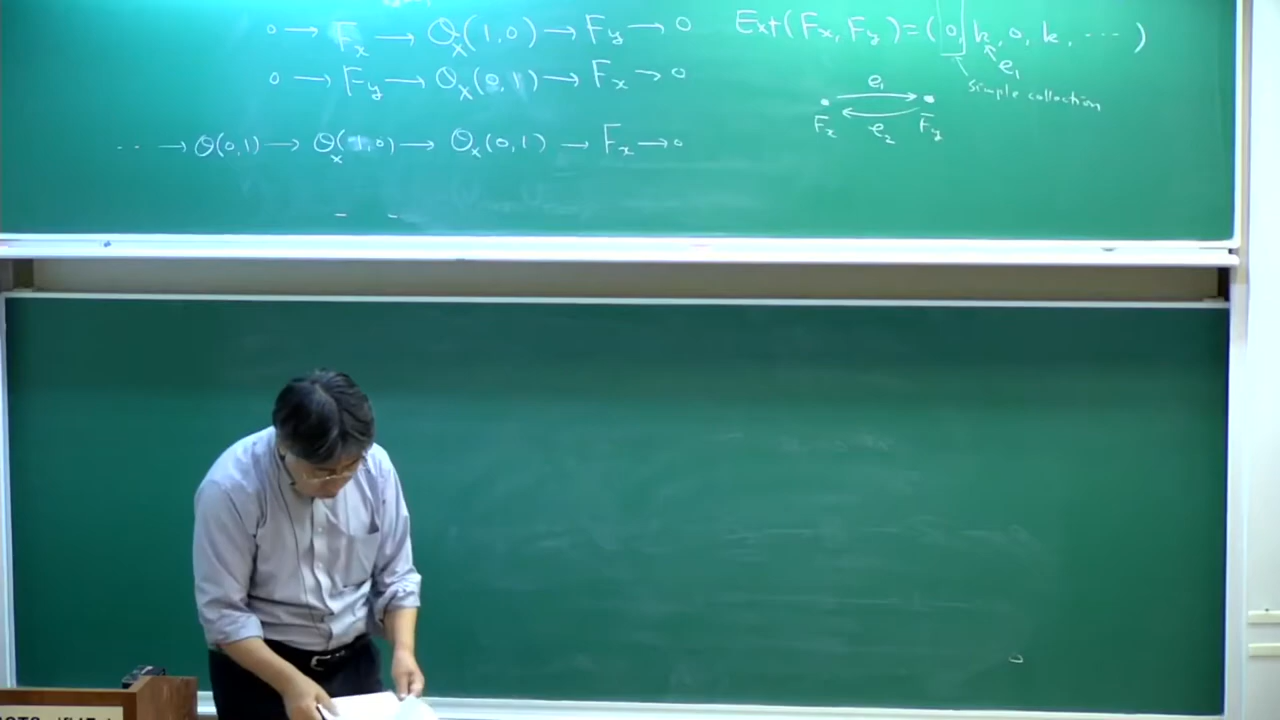 0 → F_x → O_X(1,0) → F_y → 0
0 → F_y → O_X(0,1) → F_x → 0
⋯ → O(0,1) → O_X(1,0) → O_X(0,1) → F_x → 0
Ext(F_x, F_y) = (0, k, 0, k, ⋯ )
e_1
simple collection
e_1
F_x e_2 F_y